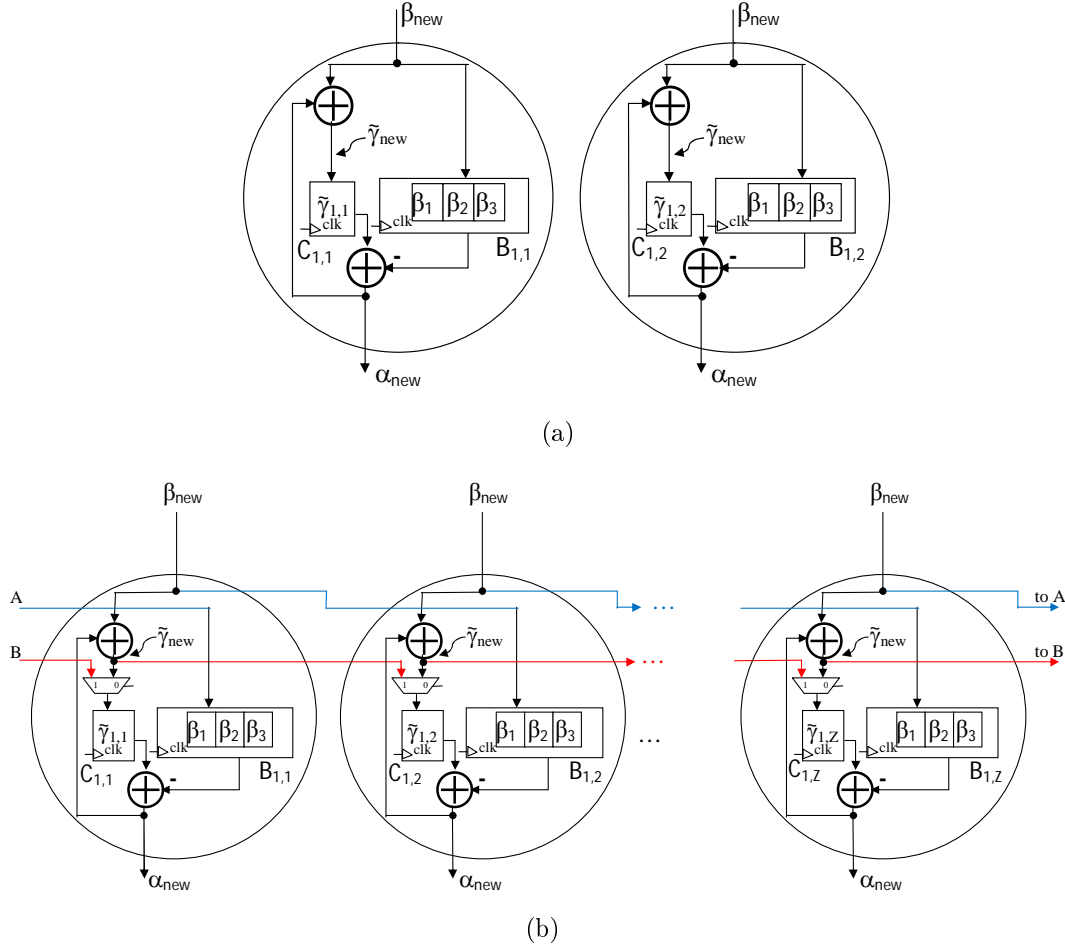 βnew βnew
γ̃new γ̃new
γ̃1,1 β1 β2 β3 γ̃1,2 β1 β2 β3
clk clk clk clk
C1,1 B1,1 C1,2 B1,2
- -
αnew αnew
(a)
βnew βnew βnew
A ... to A
γ̃new γ̃new γ̃new
B ... to B
1 0 1 0 1 0
γ̃1,1 β1 β2 β3 γ̃1,2 β1 β2 β3 ... γ̃1,Z β1 β2 β3
clk clk clk clk clk clk
C1,1 B1,1 C1,2 B1,2 C1,Z B1,Z
- - -
αnew αnew αnew
(b)